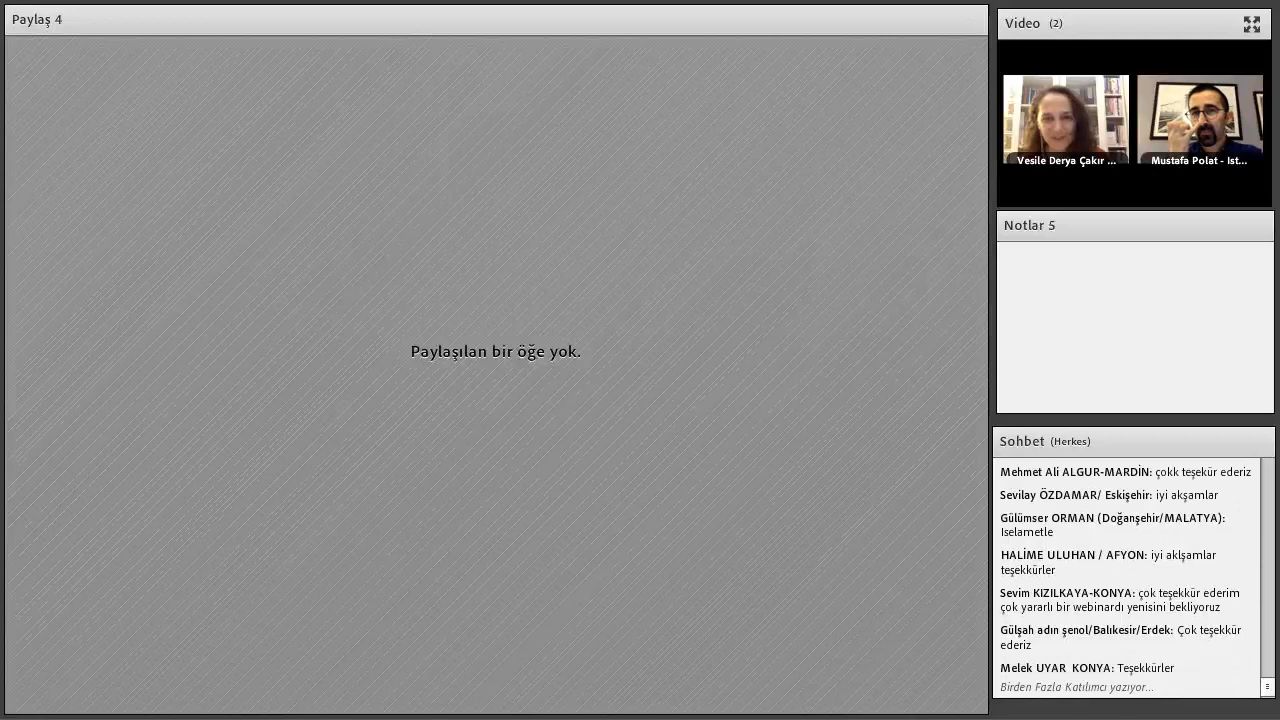 Paylaş 4
Paylaşılan bir öğe yok.
Video (2)
Vesile Derya Çakır ...
Mustafa Polat - Ist...
Notlar 5
Sohbet (Herkes)
Mehmet Ali ALGUR-MARDİN: çokk teşekür ederiz
Sevilay ÖZDAMAR/ Eskişehir: iyi akşamlar
Gülümser ORMAN (Doğanşehir/MALATYA):
Iselametle
HALİME ULUHAN / AFYON: iyi aklşamlar
teşekkürler
Sevim KIZILKAYA-KONYA: çok teşekkür ederim
çok yararlı bir webinardı yenisini bekliyoruz
Gülşah adın şenol/Balıkesir/Erdek: Çok teşekkür
ederiz
Melek UYAR KONYA: Teşekkürler
Birden Fazla Katılımcı yazıyor...